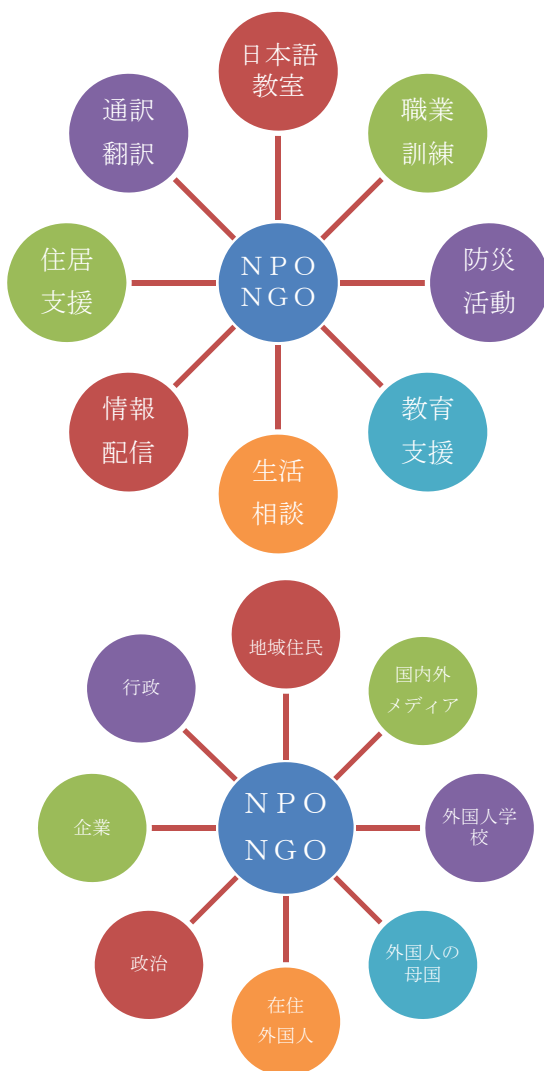 日本語
教室
通訳
翻訳
職業
訓練
住居
支援
ＮＰＯ
ＮＧＯ
防災
活動
情報
配信
教育
支援
生活
相談
地域住民
行政
国内外
メディア
企業
ＮＰＯ
ＮＧＯ
外国人学
校
政治
外国人の
母国
在住
外国人